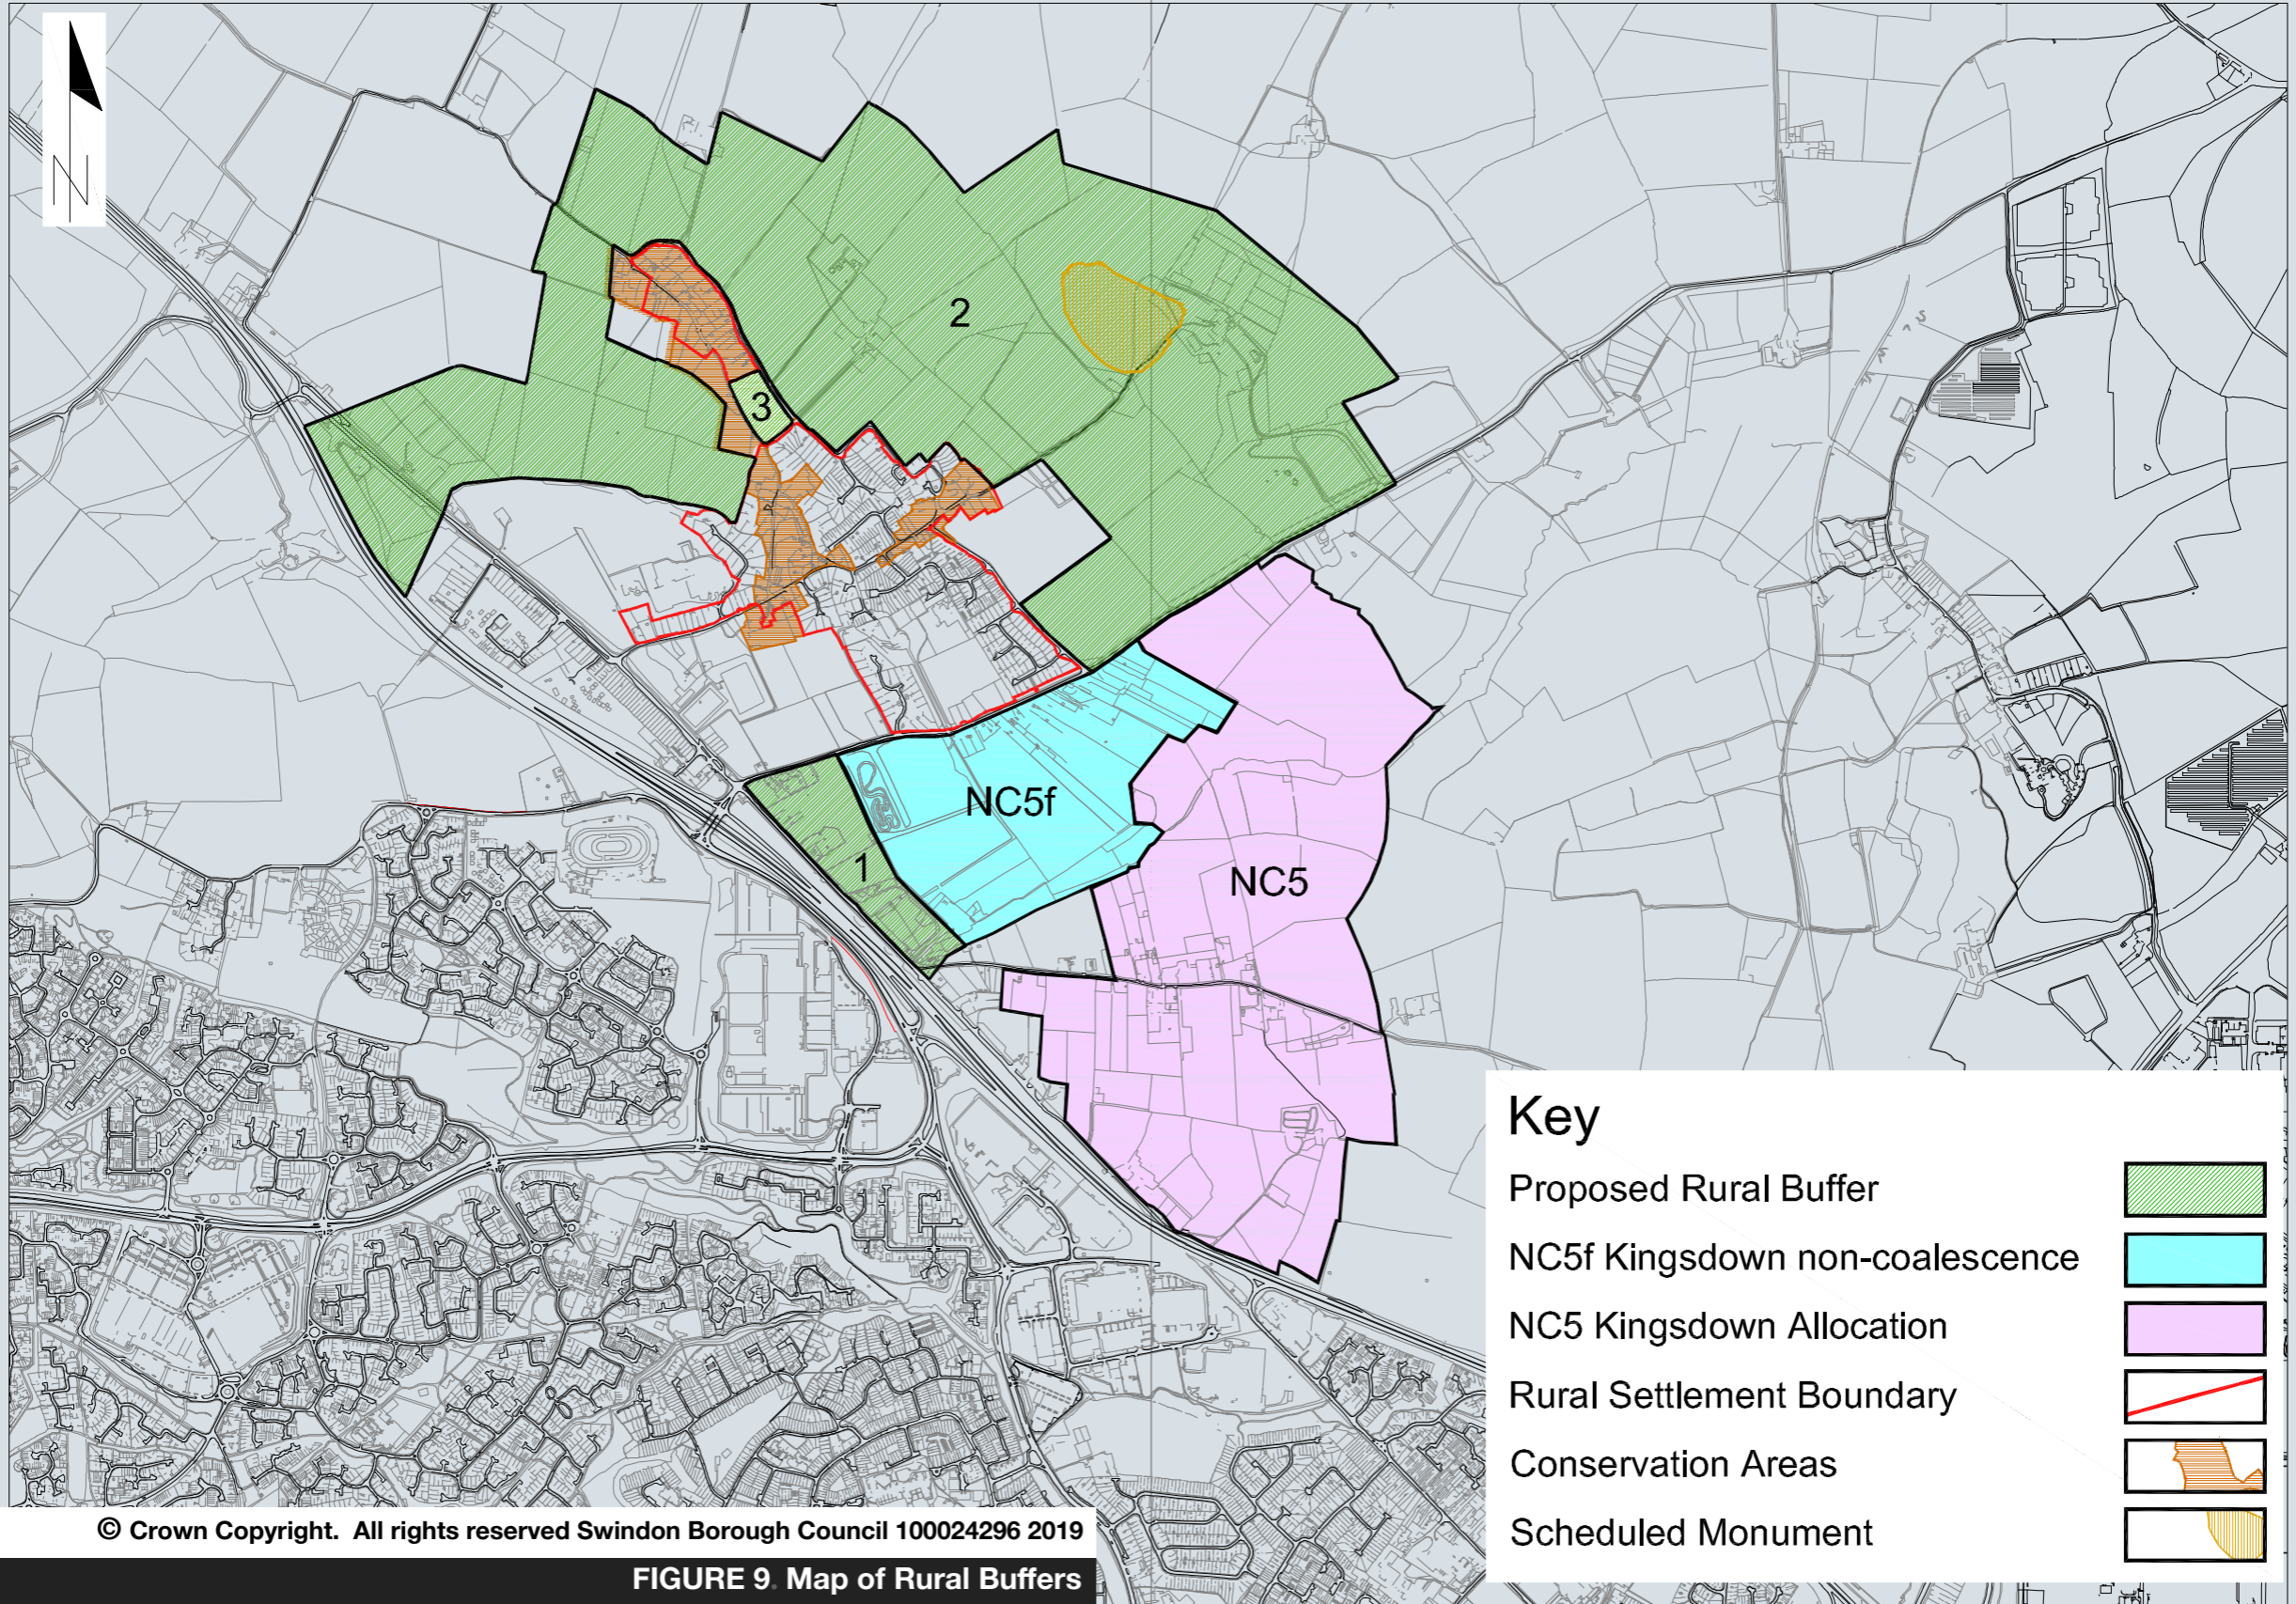 N
2
3
NC5f
1
NC5
Key
Proposed Rural Buffer
NC5f Kingsdown non-coalescence
NC5 Kingsdown Allocation
Rural Settlement Boundary
Conservation Areas
Scheduled Monument
© Crown Copyright. All rights reserved Swindon Borough Council 100024296 2019
FIGURE 9. Map of Rural Buffers